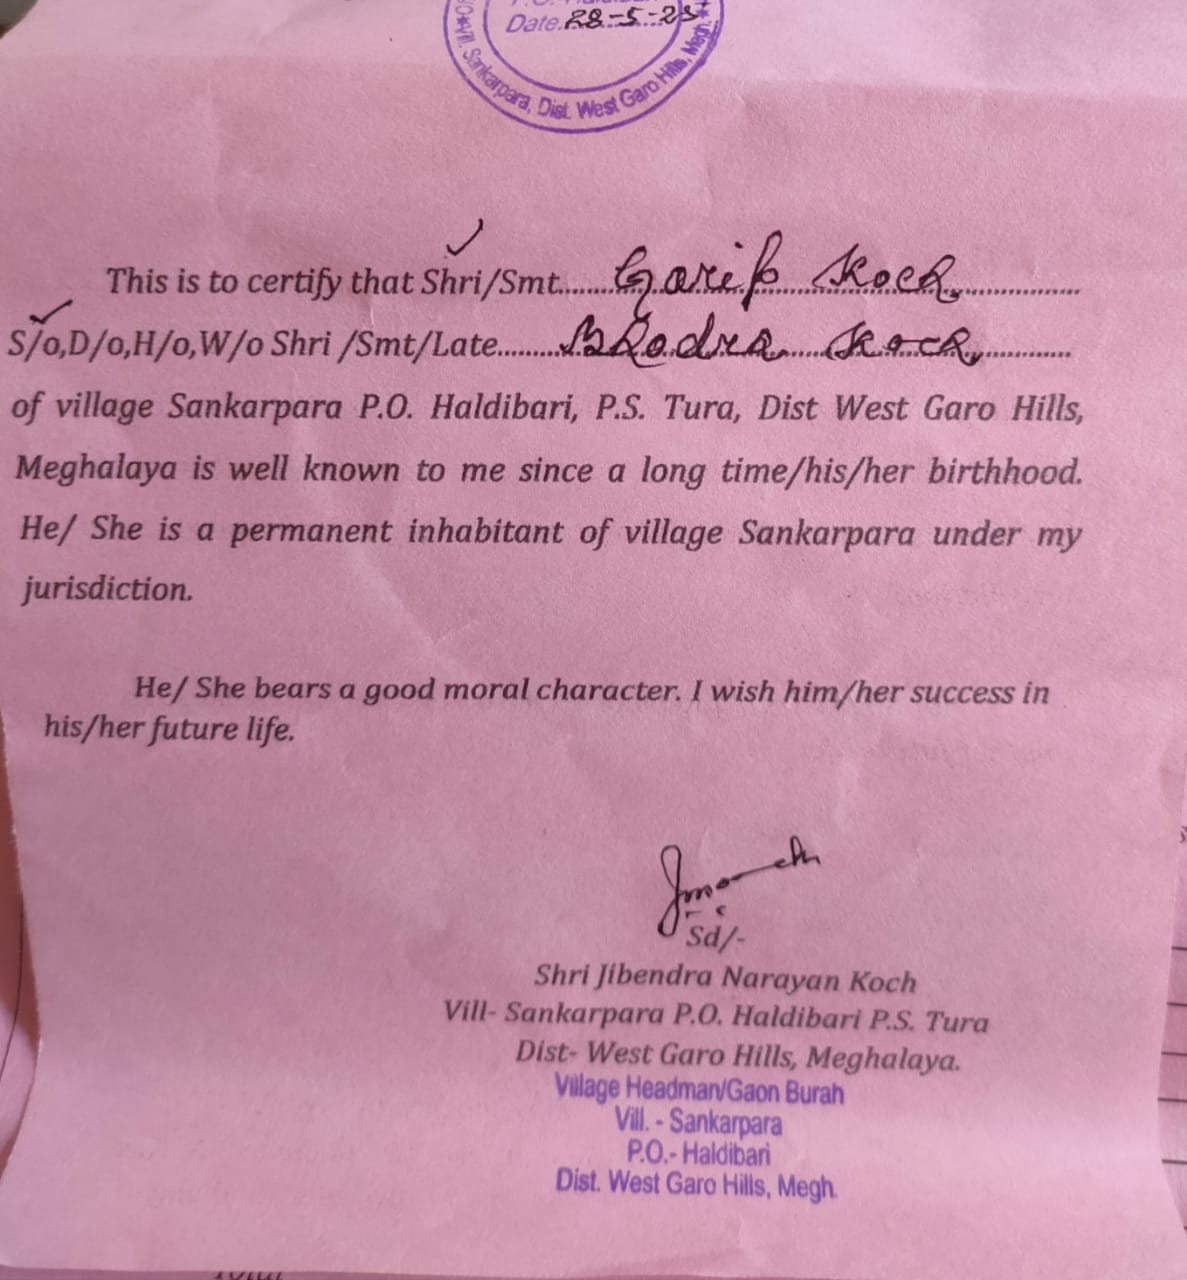 Date. 28-5-25
Vill. Sankarpara, Dist. West Garo Hills, Megh.
This is to certify that Shri/Smt. Garib Koch
S/o,D/o,H/o,W/o Shri /Smt/Late Bhadra Koch
of village Sankarpara P.O. Haldibari, P.S. Tura, Dist West Garo Hills,
Meghalaya is well known to me since a long time/his/her birthhood.
He/ She is a permanent inhabitant of village Sankarpara under my
jurisdiction.
He/ She bears a good moral character. I wish him/her success in
his/her future life.
Sd/-
Shri Jibendra Narayan Koch
Vill- Sankarpara P.O. Haldibari P.S. Tura
Dist- West Garo Hills, Meghalaya.
Village Headman/Gaon Burah
Vill. - Sankarpara
P.O.- Haldibari
Dist. West Garo Hills, Megh.